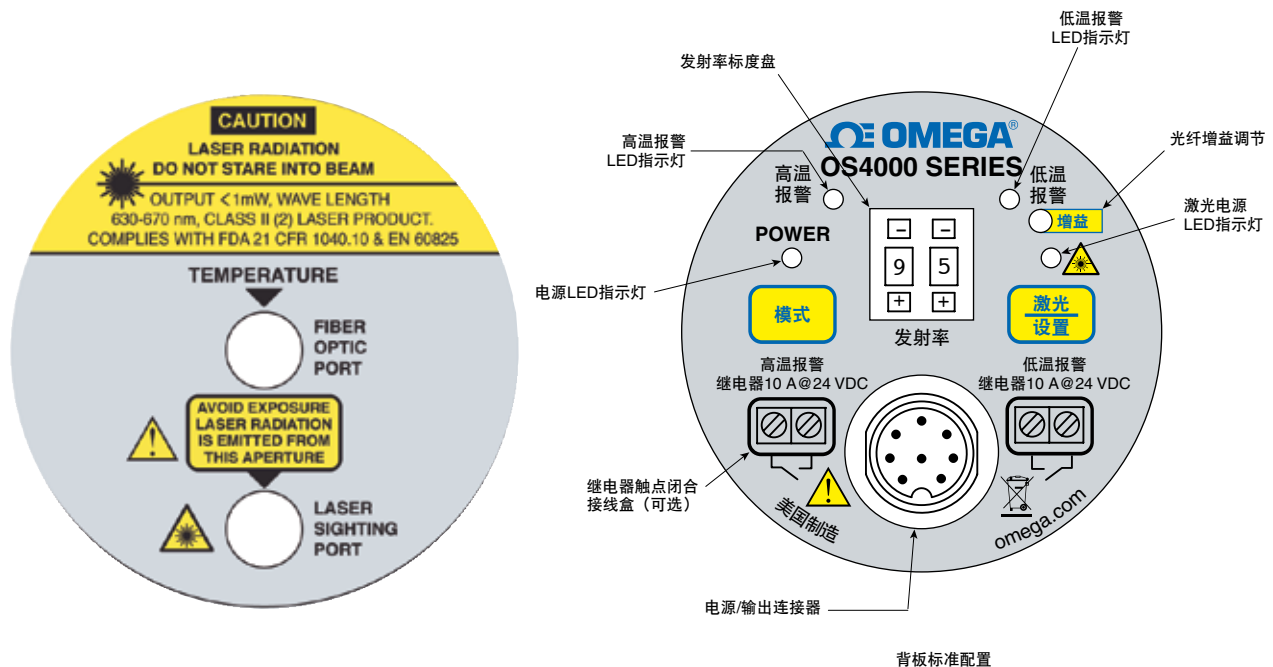 CAUTION
LASER RADIATION
DO NOT STARE INTO BEAM
OUTPUT <1mW, WAVE LENGTH
630-670 nm, CLASS II (2) LASER PRODUCT.
COMPLIES WITH FDA 21 CFR 1040.10 & EN 60825
TEMPERATURE
FIBER
OPTIC
PORT
AVOID EXPOSURE
LASER RADIATION
IS EMITTED FROM
THIS APERTURE
LASER
SIGHTING
PORT
低温报警
LED指示灯
发射率标度盘
高温报警
LED指示灯
光纤增益调节
激光电源
LED指示灯
电源LED指示灯
继电器触点闭合
接线盒（可选）
电源/输出连接器
OE OMEGA®
OS4000 SERIES
高温
报警
低温
报警
增益
POWER
– –
9 5
+ +
模式
激光
设置
发射率
高温报警
继电器10 A@24 VDC
低温报警
继电器10 A@24 VDC
美国制造
omega.com
背板标准配置